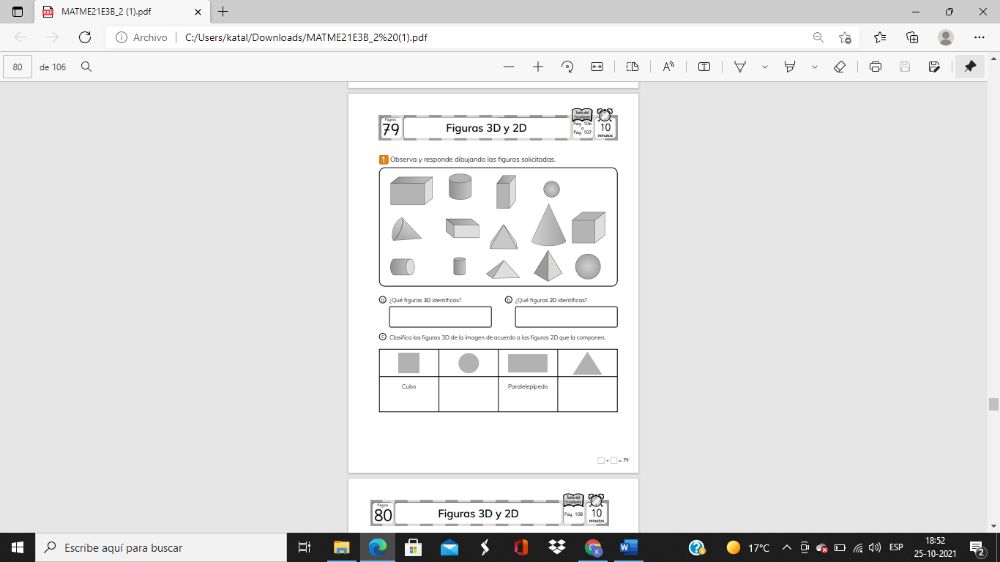 MATME21E3B_2 (1).pdf
Archivo
C:/Users/katal/Downloads/MATME21E3B_2%20(1).pdf
80 de 106
Página:
79
Figuras 3D y 2D
Texto del Estudiante
Pág. 106
a
Pág. 107
10
minutos
1 Observa y responde dibujando las figuras solicitadas.
a ¿Qué figuras 3D identificas?
b ¿Qué figuras 2D identificas?
c Clasifica las figuras 3D de la imagen de acuerdo a las figuras 2D que la componen.
Cubo
Paralelepípedo
+ = 79
Página:
80
Figuras 3D y 2D
Texto del Estudiante
Pág. 108
10
minutos
Escribe aquí para buscar
17°C
ESP
18:52
25-10-2021
2